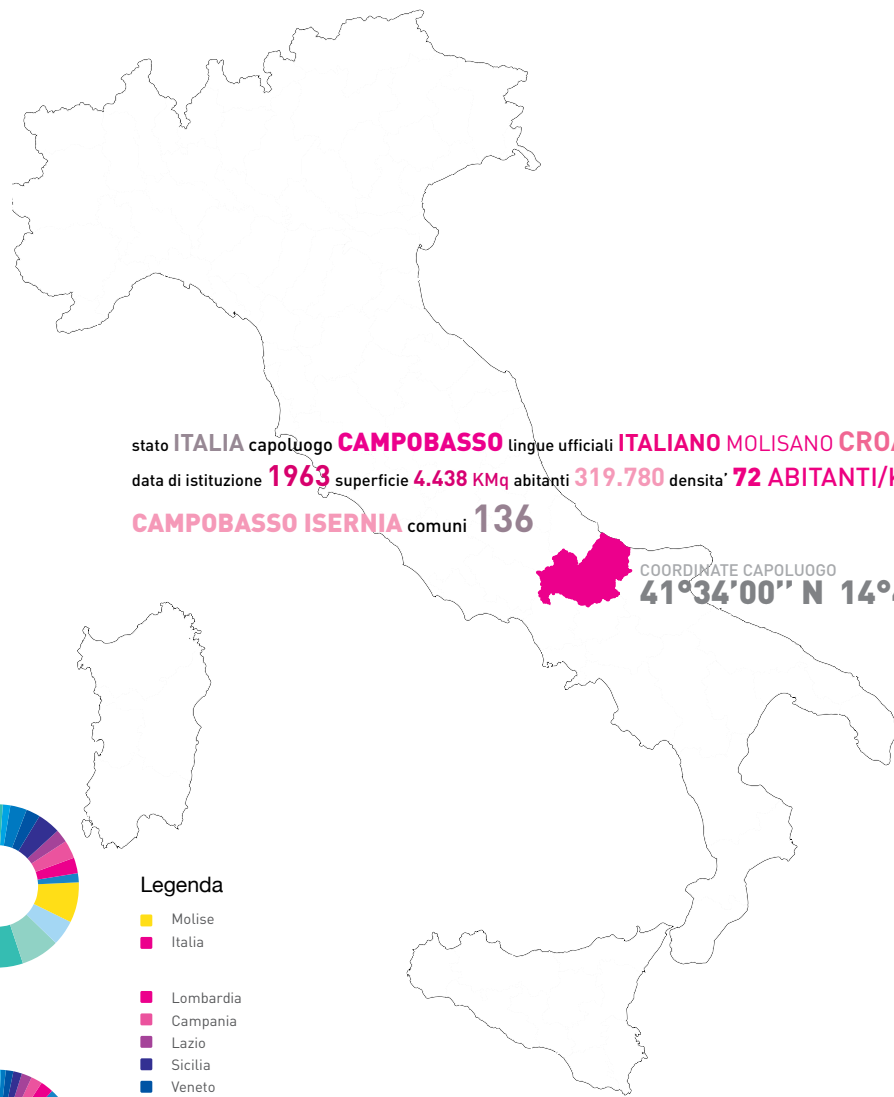 stato ITALIA capoluogo CAMPOBASSO lingue ufficiali ITALIANO MOLISANO
data di istituzione 1963 superficie 4.438 KMq abitanti 319.780 densita' 72 ABITANTI/
CAMPOBASSO ISERNIA comuni 136
COORDINATE CAPOLUOGO
41°34'00'' N 14°
Legenda
Molise
Italia
Lombardia
Campania
Lazio
Sicilia
Veneto